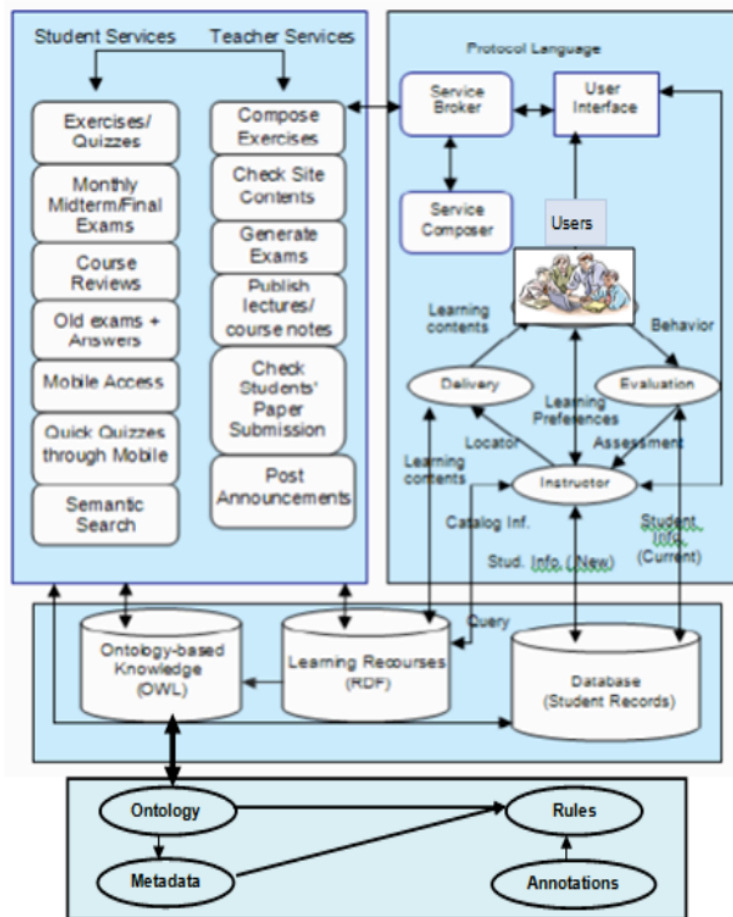 Student Services
Teacher Services
Exercises/
Quizzes
Monthly
Midterm/Final
Exams
Course
Reviews
Old exams +
Answers
Mobile Access
Quick Quizzes
through Mobile
Semantic
Search
Compose
Exercises
Check Site
Contents
Generate
Exams
Publish
lectures/
course notes
Check
Students'
Paper
Submission
Post
Announcements
Protocol Language
Service
Broker
User
Interface
Service
Composer
Users
Learning
contents
Behavior
Delivery
Evaluation
Learning
Preferences
Locator
Assessment
Learning
contents
Instructor
Catalog Inf.
Stud. Info. (New)
Student
Info.
(Current)
Query
Ontology-based
Knowledge
(OWL)
Learning Recourses
(RDF)
Database
(Student Records)
Ontology
Rules
Metadata
Annotations